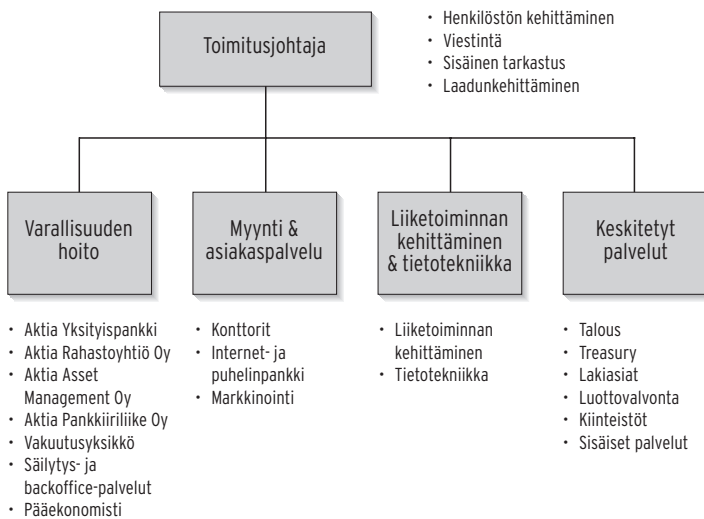 Toimitusjohtaja
• Henkilöstön kehittäminen
• Viestintä
• Sisäinen tarkastus
• Laadunkehittäminen
Varallisuuden
hoito
• Aktia Yksityispankki
• Aktia Rahastoyhtiö Oy
• Aktia Asset
Management Oy
• Aktia Pankkiiriliike Oy
• Vakuutusyksikkö
• Säilytys- ja
backoffice-palvelut
• Pääekonomisti
Myynti &
asiakaspalvelu
• Konttorit
• Internet- ja
puhelinpankki
• Markkinointi
Liiketoiminnan
kehittäminen
& tietotekniikka
• Liiketoiminnan
kehittäminen
• Tietotekniikka
Keskitetyt
palvelut
• Talous
• Treasury
• Lakiasiat
• Luottovalvonta
• Kiinteistöt
• Sisäiset palvelut